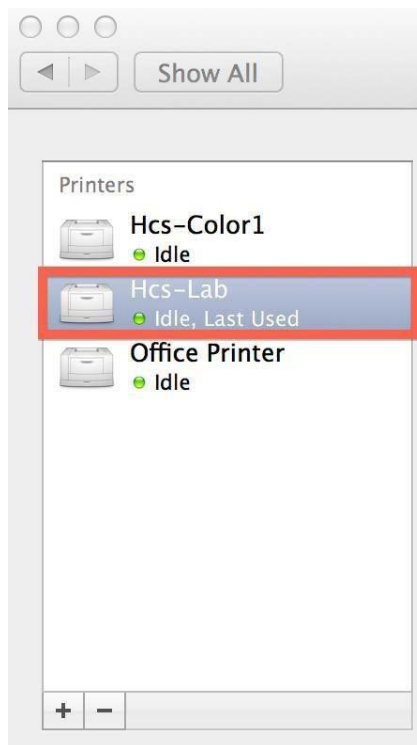 Show All
Printers
Hcs-Color1
Idle
Hcs-Lab
Idle, Last Used
Office Printer
Idle
+ −